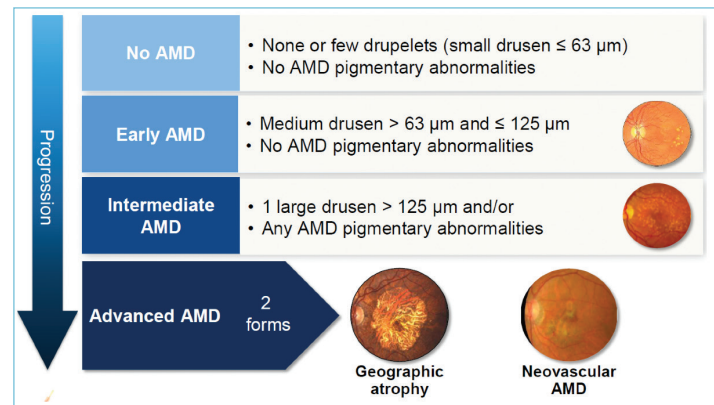 Progression
No AMD
• None or few drupelets (small drusen ≤ 63 μm)
• No AMD pigmentary abnormalities
Early AMD
• Medium drusen > 63 μm and ≤ 125 μm
• No AMD pigmentary abnormalities
Intermediate
AMD
• 1 large drusen > 125 μm and/or
• Any AMD pigmentary abnormalities
Advanced AMD
2
forms
Geographic
atrophy
Neovascular
AMD